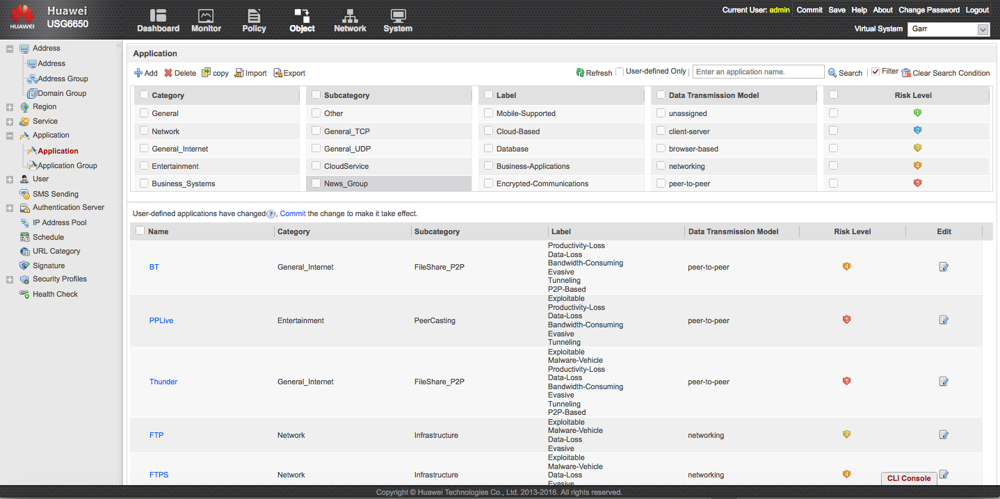 Huawei
USG6650
HUAWEI
Dashboard Monitor Policy Object Network System
Current User: admin Commit Save Help About Change Password Logout
Virtual System Garr
Address
Address
Address Group
Domain Group
Region
Service
Application
Application
Application Group
User
SMS Sending
Authentication Server
IP Address Pool
Schedule
URL Category
Signature
Security Profiles
Health Check
Application
Add Delete copy Import Export Refresh User-defined Only Enter an application name. Search Filter Clear Search Condition
Category Subcategory Label Data Transmission Model Risk Level
General Other Mobile-Supported unassigned 1
Network General_TCP Cloud-Based client-server 2
General_Internet General_UDP Database browser-based 3
Entertainment CloudService Business-Applications networking 4
Business_Systems News_Group Encrypted-Communications peer-to-peer 5
User-defined applications have changed?, Commit the change to make it take effect.
Name Category Subcategory Label Data Transmission Model Risk Level Edit
Productivity-Loss
Data-Loss
Bandwidth-Consuming
BT General_Internet FileShare_P2P peer-to-peer 4
Evasive
Tunneling
P2P-Based
Exploitable
Productivity-Loss
Data-Loss
PPLive Entertainment PeerCasting peer-to-peer 5
Bandwidth-Consuming
Evasive
Tunneling
Exploitable
Malware-Vehicle
Productivity-Loss
Data-Loss
Thunder General_Internet FileShare_P2P peer-to-peer 5
Bandwidth-Consuming
Evasive
Tunneling
P2P-Based
Exploitable
Malware-Vehicle
FTP Network Infrastructure networking 3
Data-Loss
Evasive
Exploitable
Malware-Vehicle
FTPS Network Infrastructure Data-Loss networking 4
Evasive
CLI Console
Copyright © Huawei Technologies Co., Ltd. 2013-2016. All rights reserved.